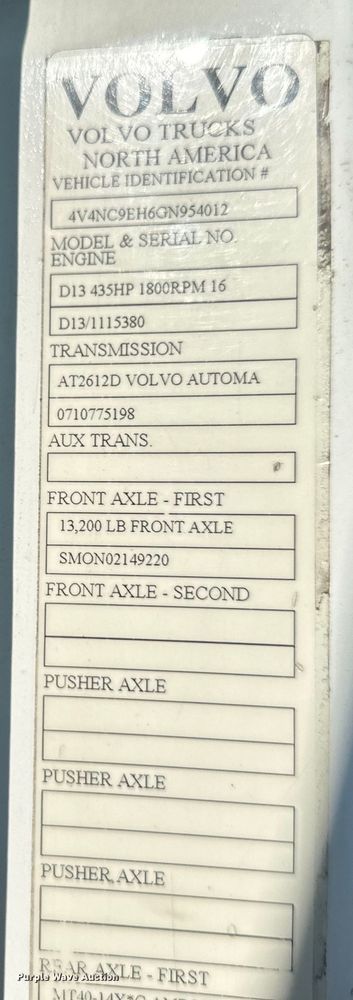 VOLVO
VOLVO TRUCKS
NORTH AMERICA
VEHICLE IDENTIFICATION #
4V4NC9EH6GN954012
MODEL & SERIAL NO.
ENGINE
D13 435HP 1800RPM 16
D13/1115380
TRANSMISSION
AT2612D VOLVO AUTOMA
0710775198
AUX TRANS.
FRONT AXLE - FIRST
13,200 LB FRONT AXLE
SMON02149220
FRONT AXLE - SECOND
PUSHER AXLE
PUSHER AXLE
PUSHER AXLE
REAR AXLE - FIRST
Purple Wave Auction